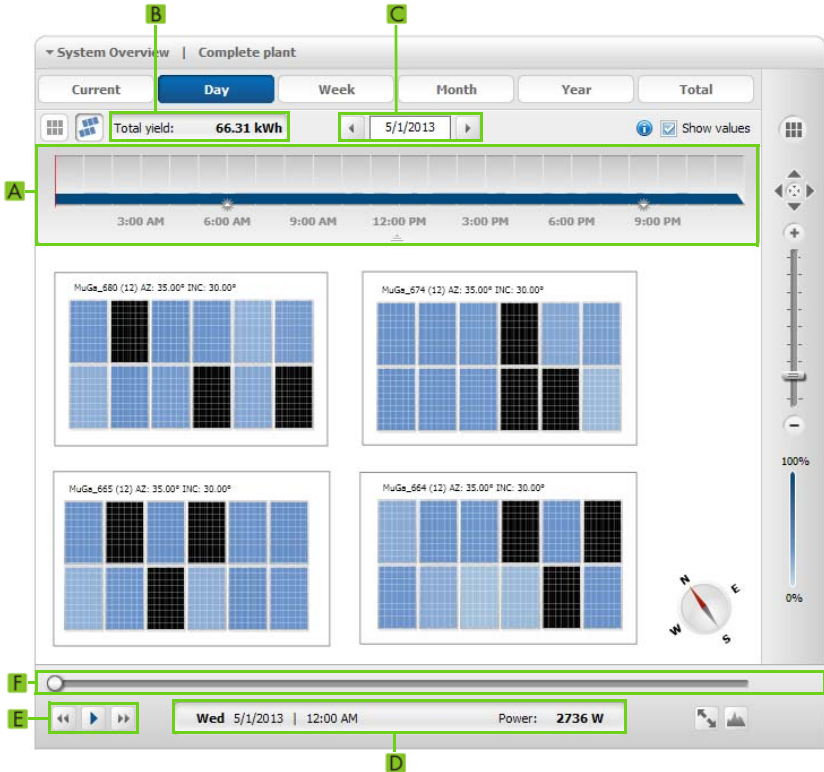 B C
System Overview | Complete plant
Current Day Week Month Year Total
Total yield: 66.31 kWh 5/1/2013 Show values
A
3:00 AM 6:00 AM 9:00 AM 12:00 PM 3:00 PM 6:00 PM 9:00 PM
MuGa_680 (12) AZ: 35.00° INC: 30.00°
MuGa_674 (12) AZ: 35.00° INC: 30.00°
100%
MuGa_665 (12) AZ: 35.00° INC: 30.00°
MuGa_664 (12) AZ: 35.00° INC: 30.00°
N E
W S
0%
F
E
Wed 5/1/2013 | 12:00 AM Power: 2736 W
D